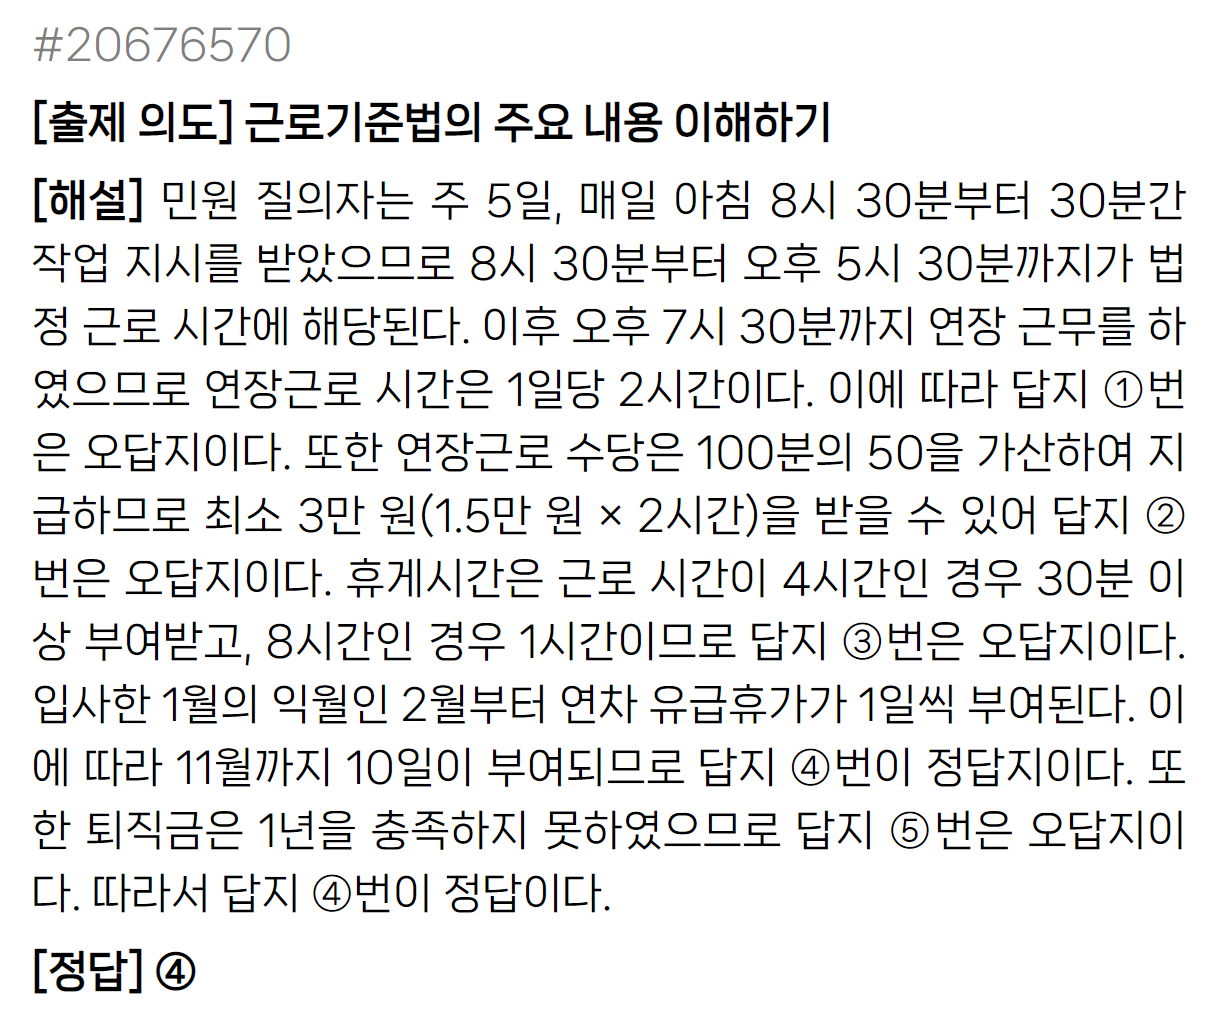 #20676570
[출제 의도] 근로기준법의 주요 내용 이해하기
[해설] 민원 질의자는 주 5일, 매일 아침 8시 30분부터 30분간
작업 지시를 받았으므로 8시 30분부터 오후 5시 30분까지가 법
정 근로 시간에 해당된다. 이후 오후 7시 30분까지 연장 근무를 하
였으므로 연장근로 시간은 1일당 2시간이다. 이에 따라 답지 ①번
은 오답지이다. 또한 연장근로 수당은 100분의 50을 가산하여 지
급하므로 최소 3만 원(1.5만 원 × 2시간)을 받을 수 있어 답지 ②
번은 오답지이다. 휴게시간은 근로 시간이 4시간인 경우 30분 이
상 부여받고, 8시간인 경우 1시간이므로 답지 ③번은 오답지이다.
입사한 1월의 익월인 2월부터 연차 유급휴가가 1일씩 부여된다. 이
에 따라 11월까지 10일이 부여되므로 답지 ④번이 정답지이다. 또
한 퇴직금은 1년을 충족하지 못하였으므로 답지 ⑤번은 오답지이
다. 따라서 답지 ④번이 정답이다.
[정답] ④